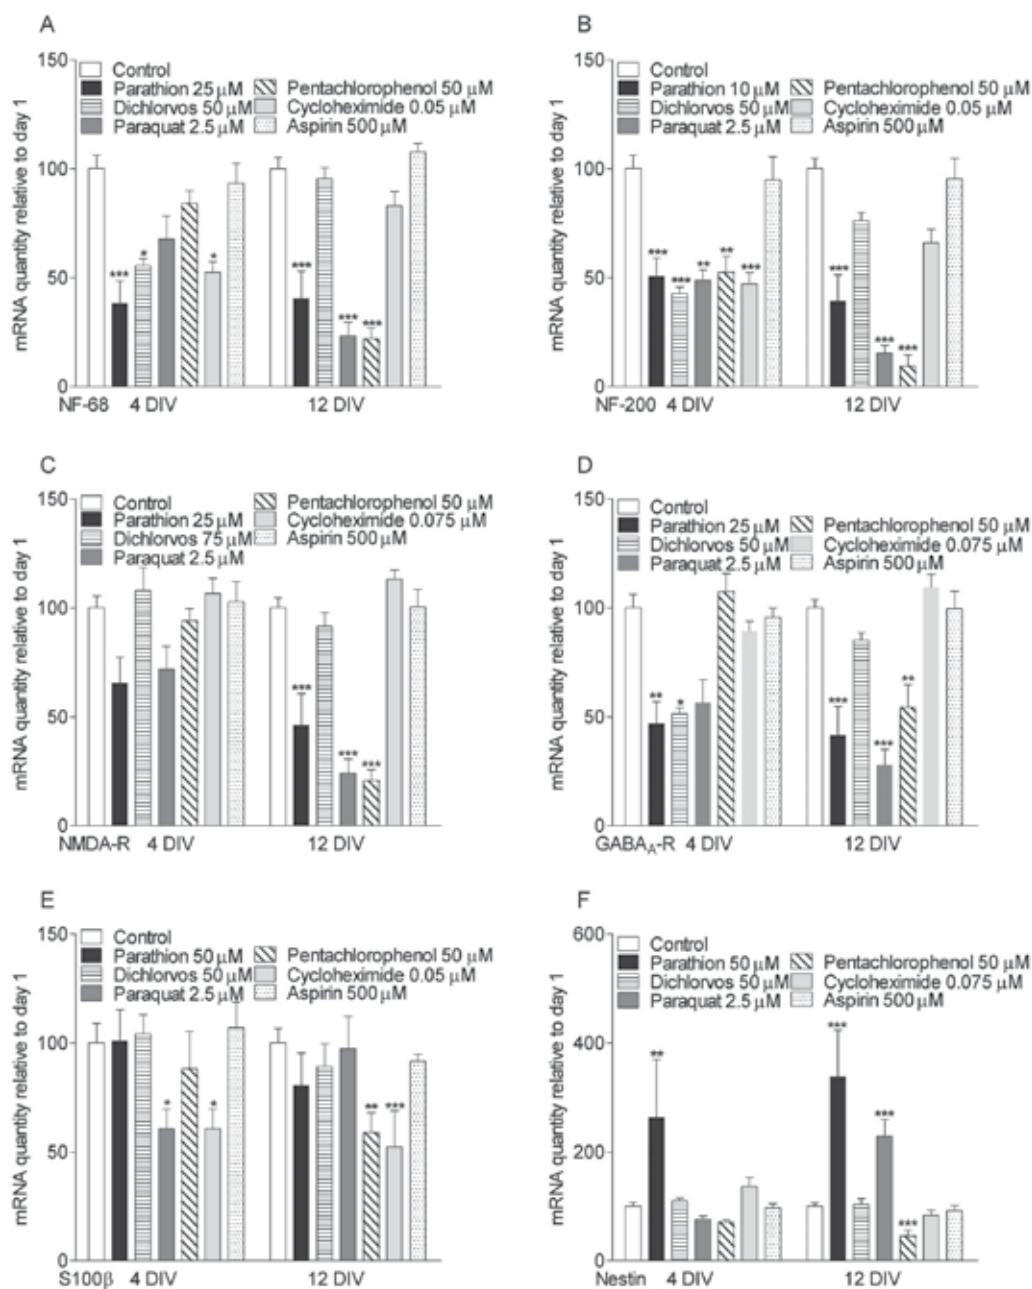 A
mRNA quantity relative to day 1
150
100
50
0
Control
Parathion 25 µM
Dichlorvos 50 µM
Paraquat 2.5 µM
Pentachlorophenol 50 µM
Cycloheximide 0.05 µM
Aspirin 500 µM
*** * * *** *** ***
NF-68 4 DIV 12 DIV
B
mRNA quantity relative to day 1
150
100
50
0
Control
Parathion 10 µM
Dichlorvos 50 µM
Paraquat 2.5 µM
Pentachlorophenol 50 µM
Cycloheximide 0.05 µM
Aspirin 500 µM
*** *** ** ** *** *** *** ***
NF-200 4 DIV 12 DIV
C
mRNA quantity relative to day 1
150
100
50
0
Control
Parathion 25 µM
Dichlorvos 75 µM
Paraquat 2.5 µM
Pentachlorophenol 50 µM
Cycloheximide 0.075 µM
Aspirin 500 µM
*** *** ***
NMDA-R 4 DIV 12 DIV
D
mRNA quantity relative to day 1
150
100
50
0
Control
Parathion 25 µM
Dichlorvos 50 µM
Paraquat 2.5 µM
Pentachlorophenol 50 µM
Cycloheximide 0.075 µM
Aspirin 500 µM
** * *** *** **
GABA_A-R 4 DIV 12 DIV
E
mRNA quantity relative to day 1
150
100
50
0
Control
Parathion 50 µM
Dichlorvos 50 µM
Paraquat 2.5 µM
Pentachlorophenol 50 µM
Cycloheximide 0.05 µM
Aspirin 500 µM
* * ** ***
S100β 4 DIV 12 DIV
F
mRNA quantity relative to day 1
600
400
200
0
Control
Parathion 50 µM
Dichlorvos 50 µM
Paraquat 2.5 µM
Pentachlorophenol 50 µM
Cycloheximide 0.075 µM
Aspirin 500 µM
** *** *** ***
Nestin 4 DIV 12 DIV